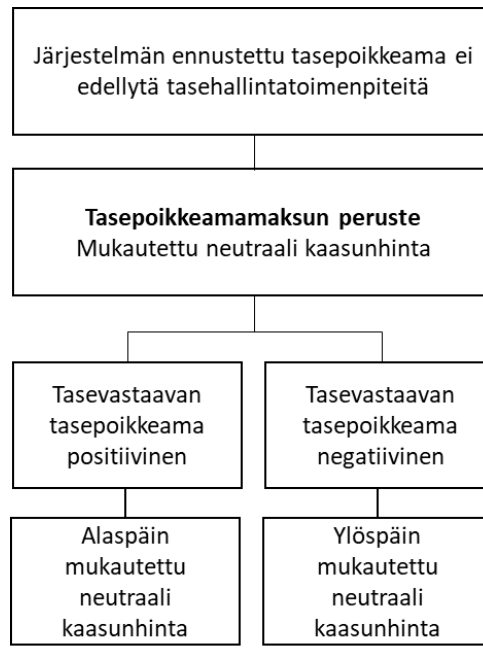 Järjestelmän ennustettu tasepoikkeama ei
edellytä tasehallintatoimenpiteitä
Tasepoikkeamamaksun peruste
Mukautettu neutraali kaasunhinta
Tasevastaavan
tasepoikkeama
positiivinen
Tasevastaavan
tasepoikkeama
negatiivinen
Alaspäin
mukautettu
neutraali
kaasunhinta
Ylöspäin
mukautettu
neutraali
kaasunhinta